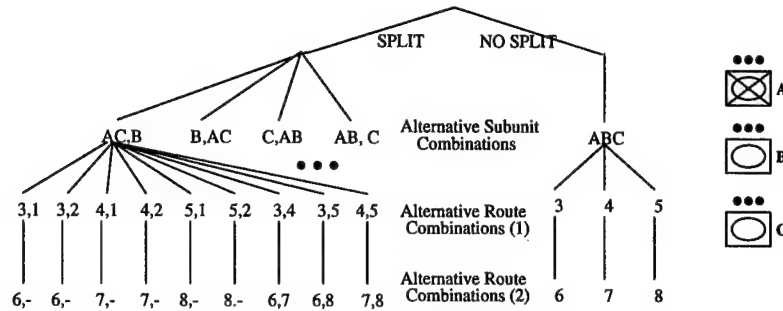 SPLIT NO SPLIT
A
AC,B B,AC C,AB AB, C Alternative Subunit Combinations ABC
B
3,1 3,2 4,1 4,2 5,1 5,2 3,4 3,5 4,5 Alternative Route Combinations (1) 3 4 5
C
6,- 6,- 7,- 7,- 8,- 8.- 6,7 6,8 7,8 Alternative Route Combinations (2) 6 7 8